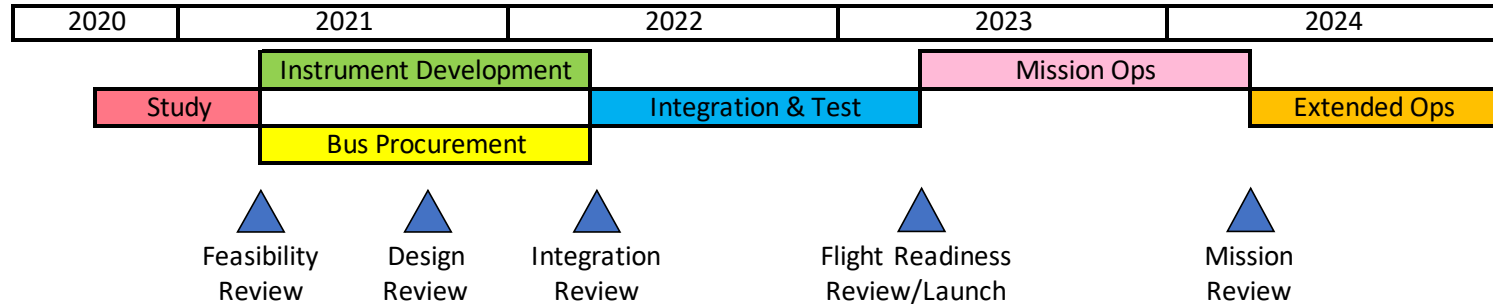 2020 2021 2022 2023 2024
Instrument Development Mission Ops
Study Integration & Test Extended Ops
Bus Procurement
Feasibility Design Integration Flight Readiness Mission
Review Review Review Review/Launch Review